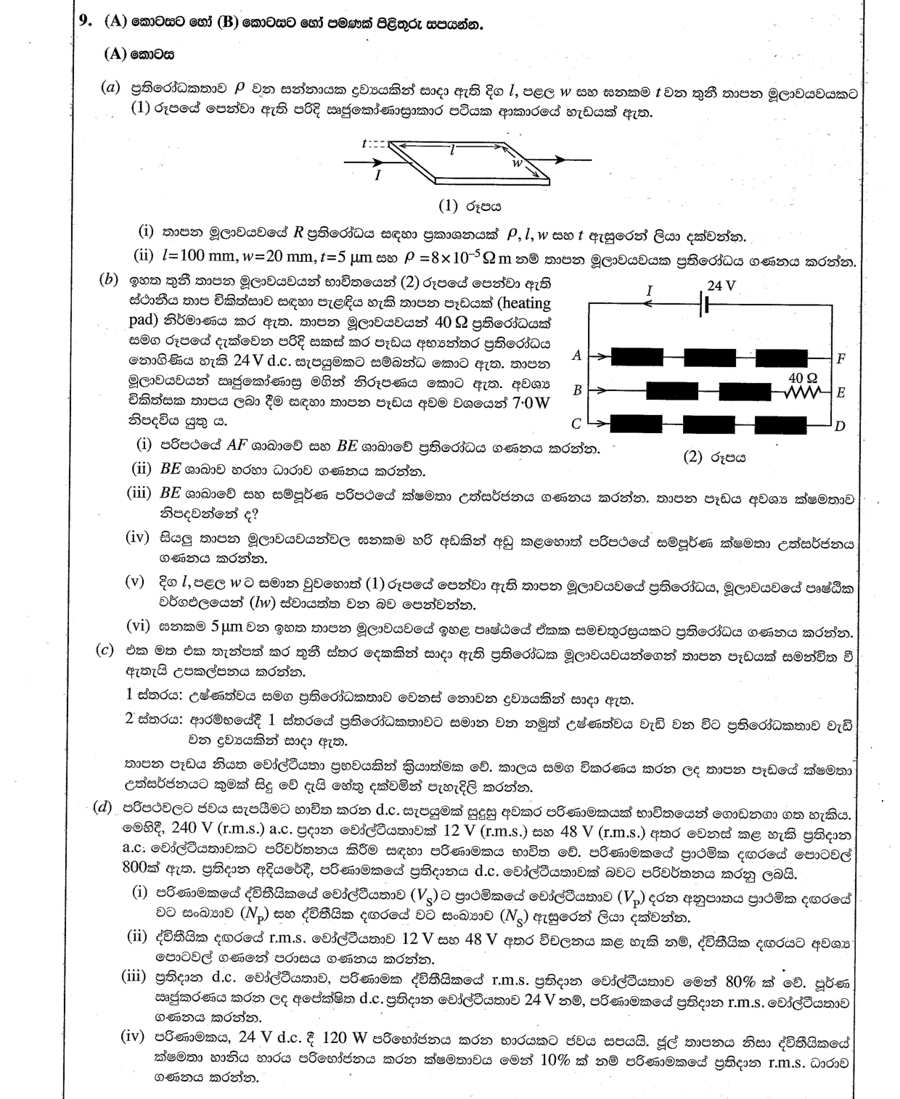 9. (A) කොටසට හෝ (B) කොටසට හෝ පමණක් පිළිතුරු සපයන්න.
(A) කොටස
(a) ප්‍රතිරෝධකතාව ρ වන සන්නායක ද්‍රව්‍යයකින් සාදා ඇති දිග l, පළල w සහ ඝනකම t වන තුනී තාපන මූලාවයවයකට
(1) රූපයේ පෙන්වා ඇති පරිදි සෘජුකෝණාස්‍රාකාර පටියක ආකාරයේ හැඩයක් ඇත.
t
l
w
I
(1) රූපය
(i) තාපන මූලාවයවයේ R ප්‍රතිරෝධය සඳහා ප්‍රකාශනයක් ρ, l, w සහ t ඇසුරෙන් ලියා දක්වන්න.
(ii) l=100 mm, w=20 mm, t=5 μm සහ ρ =8×10⁻⁵ Ω m නම් තාපන මූලාවයවයක ප්‍රතිරෝධය ගණනය කරන්න.
(b) ඉහත තුනී තාපන මූලාවයවයන් භාවිතයෙන් (2) රූපයේ පෙන්වා ඇති
ස්ථානීය තාප චිකිත්සාව සඳහා පැළඳිය හැකි තාපන පෑඩයක් (heating
pad) නිර්මාණය කර ඇත. තාපන මූලාවයවයන් 40 Ω ප්‍රතිරෝධයක්
සමග රූපයේ දැක්වෙන පරිදි සකස් කර පෑඩය අභ්‍යන්තර ප්‍රතිරෝධය
නොගිණිය හැකි 24 V d.c. සැපයුමකට සම්බන්ධ කොට ඇත. තාපන
මූලාවයවයන් සෘජුකෝණාස්‍ර මගින් නිරූපණය කොට ඇත. අවශ්‍ය
චිකිත්සක තාපය ලබා දීම සඳහා තාපන පෑඩය අවම වශයෙන් 7·0 W
නිපදවිය යුතු ය.
I
24 V
A
F
B
40 Ω
E
C
D
(2) රූපය
(i) පරිපථයේ AF ශාඛාවේ සහ BE ශාඛාවේ ප්‍රතිරෝධය ගණනය කරන්න.
(ii) BE ශාඛාව හරහා ධාරාව ගණනය කරන්න.
(iii) BE ශාඛාවේ සහ සම්පූර්ණ පරිපථයේ ක්ෂමතා උත්සර්ජනය ගණනය කරන්න. තාපන පෑඩය අවශ්‍ය ක්ෂමතාව
නිපදවන්නේ ද?
(iv) සියලු තාපන මූලාවයවයන්වල ඝනකම හරි අඩකින් අඩු කළහොත් පරිපථයේ සම්පූර්ණ ක්ෂමතා උත්සර්ජනය
ගණනය කරන්න.
(v) දිග l, පළල w ට සමාන වුවහොත් (1) රූපයේ පෙන්වා ඇති තාපන මූලාවයවයේ ප්‍රතිරෝධය, මූලාවයවයේ පෘෂ්ඨික
වර්ගඵලයෙන් (lw) ස්වායත්ත වන බව පෙන්වන්න.
(vi) ඝනකම 5 μm වන ඉහත තාපන මූලාවයවයේ ඉහළ පෘෂ්ඨයේ ඒකක සමචතුරස්‍රයකට ප්‍රතිරෝධය ගණනය කරන්න.
(c) එක මත එක තැන්පත් කර තුනී ස්තර දෙකකින් සාදා ඇති ප්‍රතිරෝධක මූලාවයවයන්ගෙන් තාපන පෑඩයක් සමන්විත වී
ඇතැයි උපකල්පනය කරන්න.
1 ස්තරය: උෂ්ණත්වය සමග ප්‍රතිරෝධකතාව වෙනස් නොවන ද්‍රව්‍යයකින් සාදා ඇත.
2 ස්තරය: ආරම්භයේදී 1 ස්තරයේ ප්‍රතිරෝධකතාවට සමාන වන නමුත් උෂ්ණත්වය වැඩි වන විට ප්‍රතිරෝධකතාව වැඩි
වන ද්‍රව්‍යයකින් සාදා ඇත.
තාපන පෑඩය නියත වෝල්ටීයතා ප්‍රභවයකින් ක්‍රියාත්මක වේ. කාලය සමග විකරණය කරන ලද තාපන පෑඩයේ ක්ෂමතා
උත්සර්ජනයට කුමක් සිදු වේ දැයි හේතු දක්වමින් පැහැදිලි කරන්න.
(d) පරිපථවලට ජවය සැපයීමට භාවිත කරන d.c. සැපයුමක් සුදුසු අවකර පරිණාමකයක් භාවිතයෙන් ගොඩනගා ගත හැකිය.
මෙහිදී, 240 V (r.m.s.) a.c. ප්‍රදාන වෝල්ටීයතාවක් 12 V (r.m.s.) සහ 48 V (r.m.s.) අතර වෙනස් කළ හැකි ප්‍රතිදාන
a.c. වෝල්ටීයතාවකට පරිවර්තනය කිරීම සඳහා පරිණාමකය භාවිත වේ. පරිණාමකයේ ප්‍රාථමික දඟරයේ පොටවල්
800ක් ඇත. ප්‍රතිදාන අදියරේදී, පරිණාමකයේ ප්‍රතිදානය d.c. වෝල්ටීයතාවක් බවට පරිවර්තනය කරනු ලබයි.
(i) පරිණාමකයේ ද්විතීයිකයේ වෝල්ටීයතාව (Vₛ) ට ප්‍රාථමිකයේ වෝල්ටීයතාව (Vₚ) දරන අනුපාතය ප්‍රාථමික දඟරයේ
වට සංඛ්‍යාව (Nₚ) සහ ද්විතීයික දඟරයේ වට සංඛ්‍යාව (Nₛ) ඇසුරෙන් ලියා දක්වන්න.
(ii) ද්විතීයික දඟරයේ r.m.s. වෝල්ටීයතාව 12 V සහ 48 V අතර විචලනය කළ හැකි නම්, ද්විතීයික දඟරයට අවශ්‍ය
පොටවල් ගණනේ පරාසය ගණනය කරන්න.
(iii) ප්‍රතිදාන d.c. වෝල්ටීයතාව, පරිණාමක ද්විතීයිකයේ r.m.s. ප්‍රතිදාන වෝල්ටීයතාව මෙන් 80% ක් වේ. පූර්ණ
සෘජුකරණය කරන ලද අපේක්ෂිත d.c. ප්‍රතිදාන වෝල්ටීයතාව 24 V නම්, පරිණාමකයේ ප්‍රතිදාන r.m.s. වෝල්ටීයතාව
ගණනය කරන්න.
(iv) පරිණාමකය, 24 V d.c. දී 120 W පරිභෝජනය කරන භාරයකට ජවය සපයයි. ජූල් තාපනය නිසා ද්විතීයිකයේ
ක්ෂමතා හානිය භාරය පරිභෝජනය කරන ක්ෂමතාවය මෙන් 10% ක් නම් පරිණාමකයේ ප්‍රතිදාන r.m.s. ධාරාව
ගණනය කරන්න.